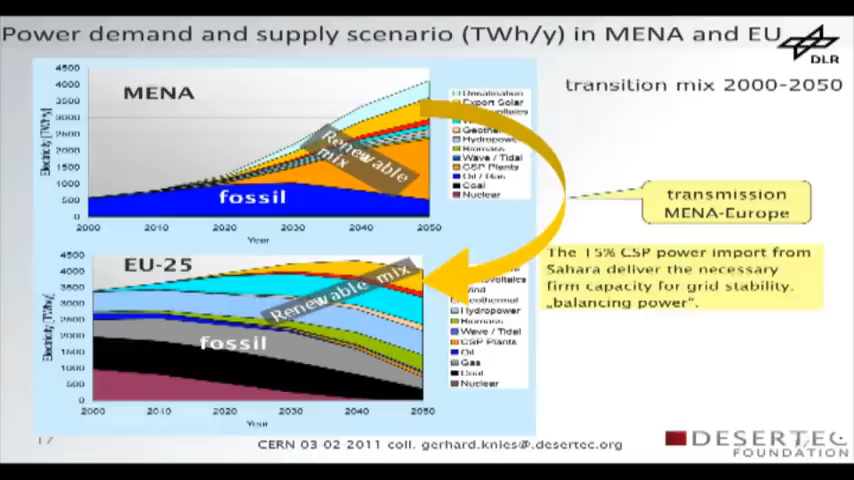 Power demand and supply scenario (TWh/y) in MENA and EU
DLR
transition mix 2000-2050
MENA
Electricity [TWh/y]
4500
4000
3500
3000
2500
2000
1500
1000
500
0
2000 2010 2020 2030 2040 2050
Year
fossil
Renewable
mix
Desalination
Export Solar
Geothermal
Hydropower
Biomass
Wave / Tidal
CSP Plants
Oil / Gas
Coal
Nuclear
transmission
MENA-Europe
EU-25
Electricity [TWh/y]
4500
4000
3500
3000
2500
2000
1500
1000
500
0
2000 2010 2020 2030 2040 2050
Year
fossil
Renewable mix
Wind
Geothermal
Hydropower
Biomass
Wave / Tidal
CSP Plants
Oil
Gas
Coal
Nuclear
The 15% CSP power import from
Sahara deliver the necessary
firm capacity for grid stability.
„balancing power".
17
CERN 03-02 2011 coll. gerhard.knies@.desertec.org
DESERTEC
FOUNDATION